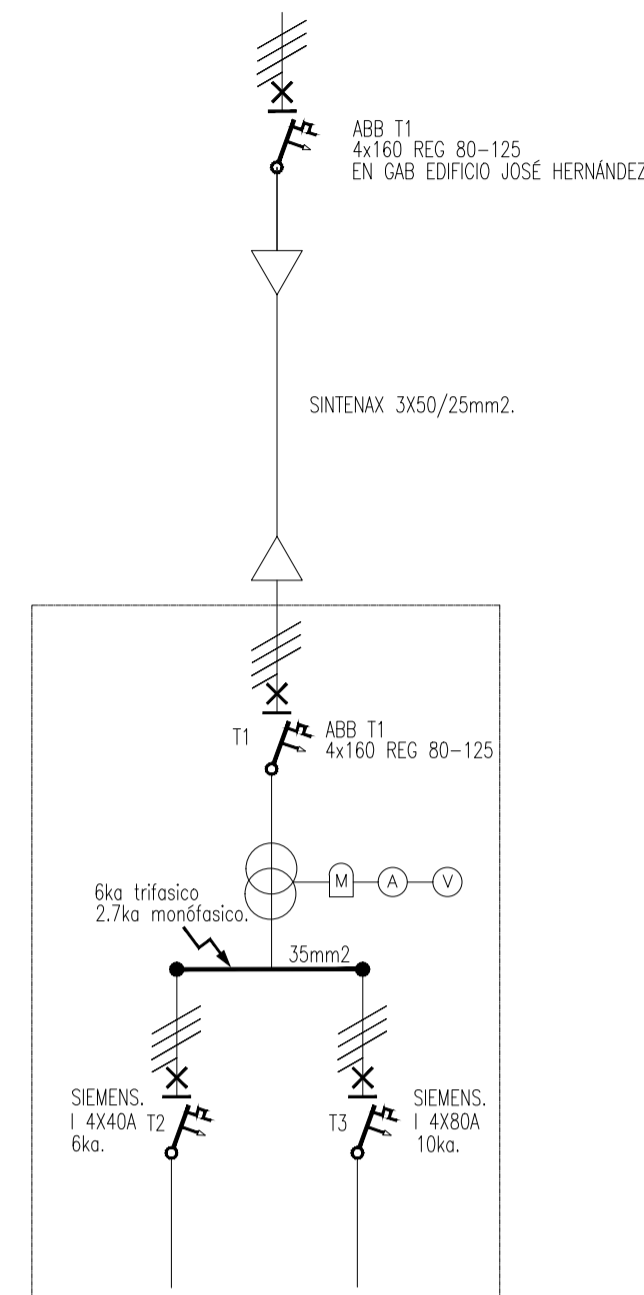 ABB T1
4x160 REG 80-125
EN GAB EDIFICIO JOSÉ HERNÁNDEZ
SINTENAX 3X50/25mm2.
T1
ABB T1
4x160 REG 80-125
M
A
V
6ka trifasico
2.7ka monófasico.
35mm2
SIEMENS.
I 4X40A
6ka.
T2
T3
SIEMENS.
I 4X80A
10ka.